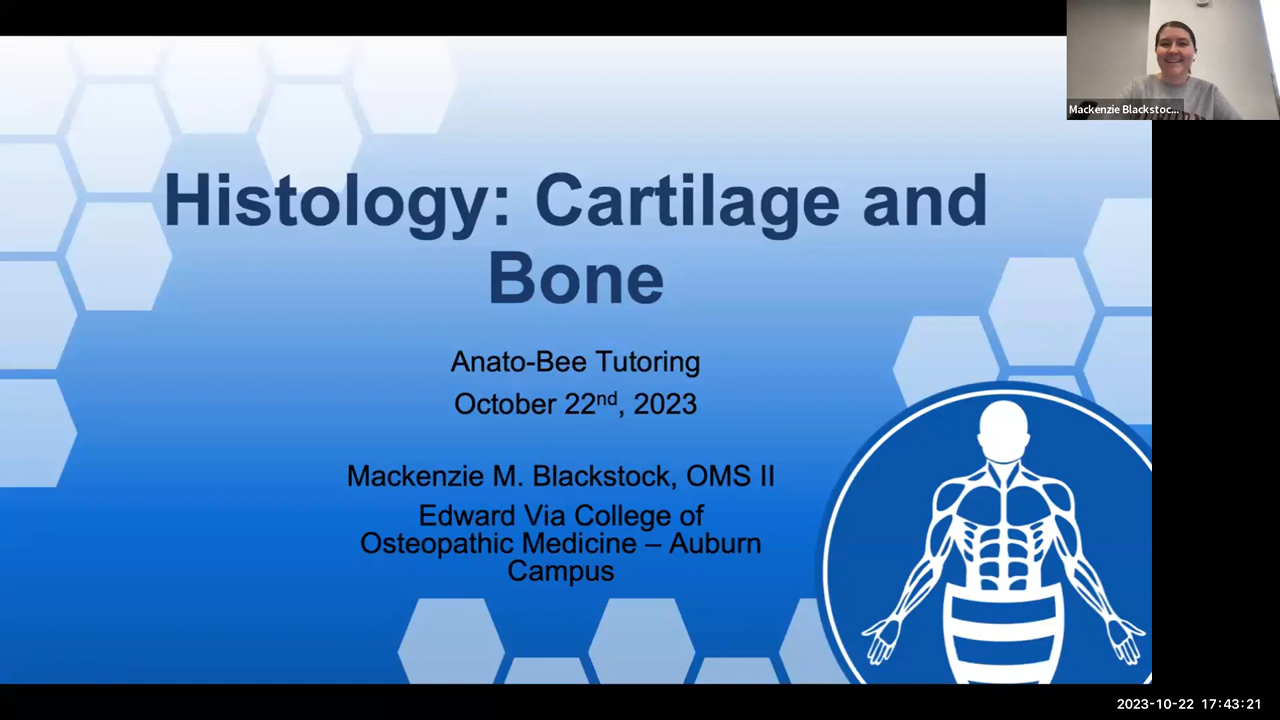 Mackenzie Blackstoc...
Histology: Cartilage and
Bone
Anato-Bee Tutoring
October 22nd, 2023
Mackenzie M. Blackstock, OMS II
Edward Via College of
Osteopathic Medicine – Auburn
Campus
2023-10-22 17:43:21